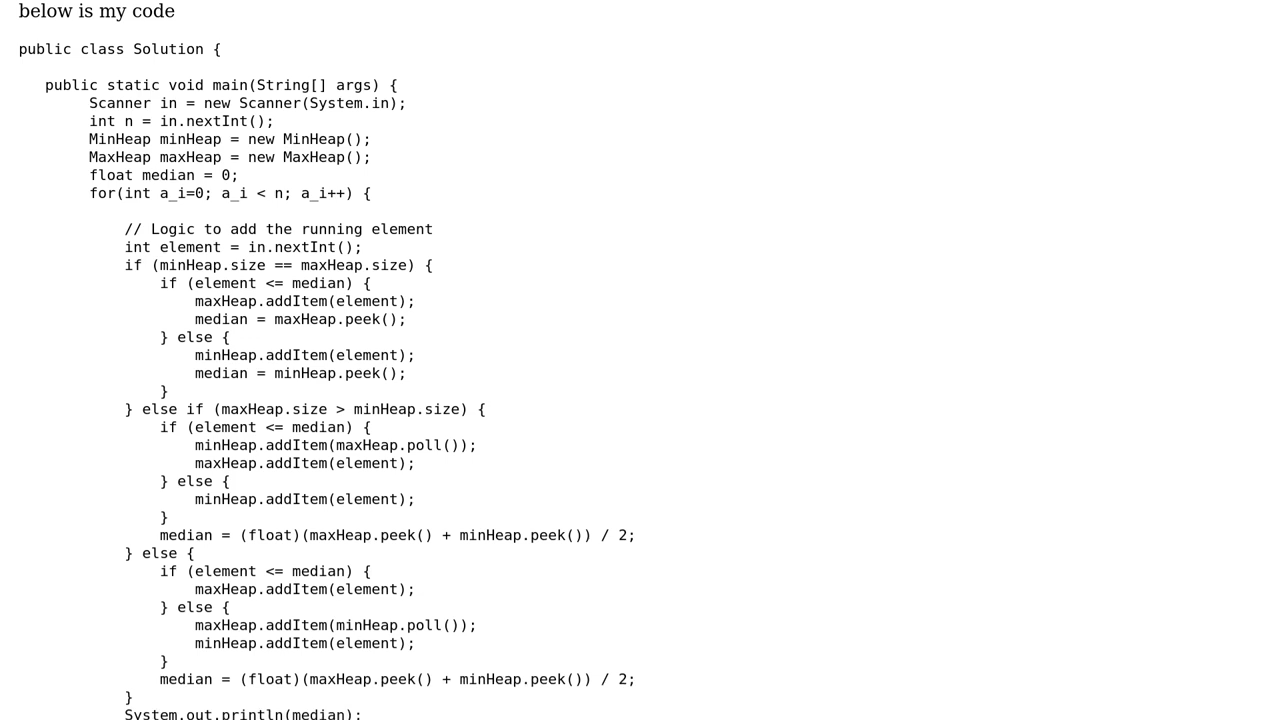 below is my code
public class Solution {
public static void main(String[] args) {
Scanner in = new Scanner(System.in);
int n = in.nextInt();
MinHeap minHeap = new MinHeap();
MaxHeap maxHeap = new MaxHeap();
float median = 0;
for(int a_i=0; a_i < n; a_i++) {
// Logic to add the running element
int element = in.nextInt();
if (minHeap.size == maxHeap.size) {
if (element <= median) {
maxHeap.addItem(element);
median = maxHeap.peek();
} else {
minHeap.addItem(element);
median = minHeap.peek();
}
} else if (maxHeap.size > minHeap.size) {
if (element <= median) {
minHeap.addItem(maxHeap.poll());
maxHeap.addItem(element);
} else {
minHeap.addItem(element);
}
median = (float)(maxHeap.peek() + minHeap.peek()) / 2;
} else {
if (element <= median) {
maxHeap.addItem(element);
} else {
maxHeap.addItem(minHeap.poll());
minHeap.addItem(element);
}
median = (float)(maxHeap.peek() + minHeap.peek()) / 2;
}
System.out.println(median);